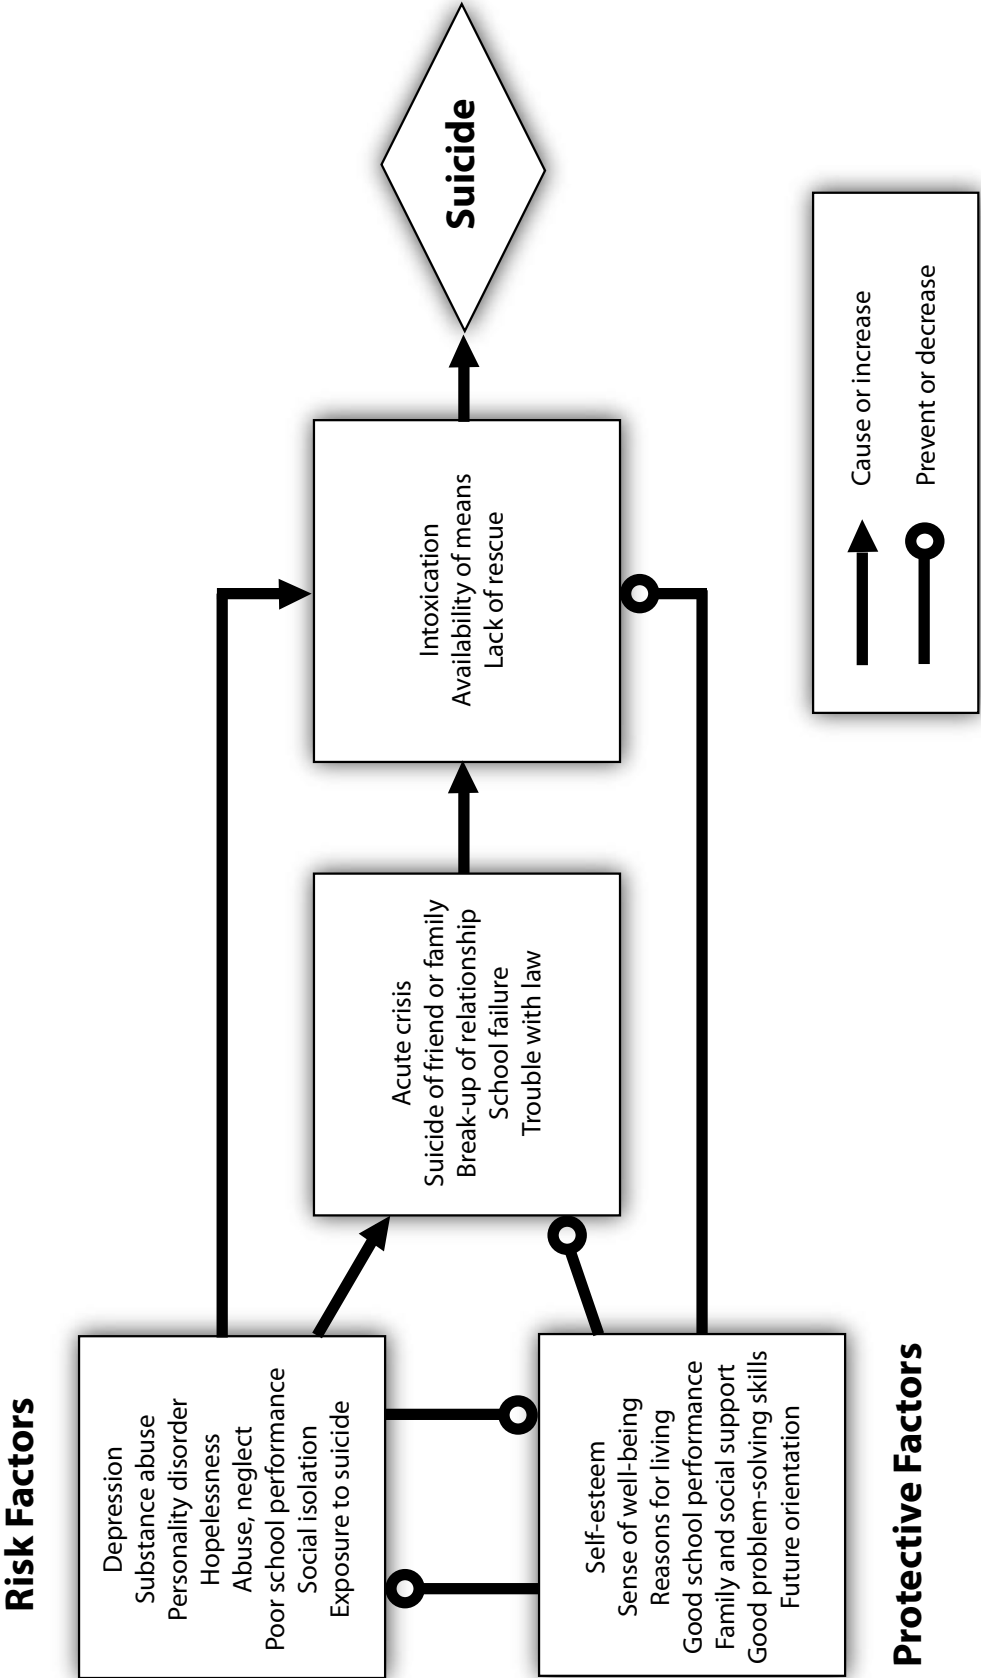 Risk Factors
Depression
Substance abuse
Personality disorder
Hopelessness
Abuse, neglect
Poor school performance
Social isolation
Exposure to suicide
Self-esteem
Sense of well-being
Reasons for living
Good school performance
Family and social support
Good problem-solving skills
Future orientation
Protective Factors
Acute crisis
Suicide of friend or family
Break-up of relationship
School failure
Trouble with law
Intoxication
Availability of means
Lack of rescue
Suicide
Cause or increase
Prevent or decrease